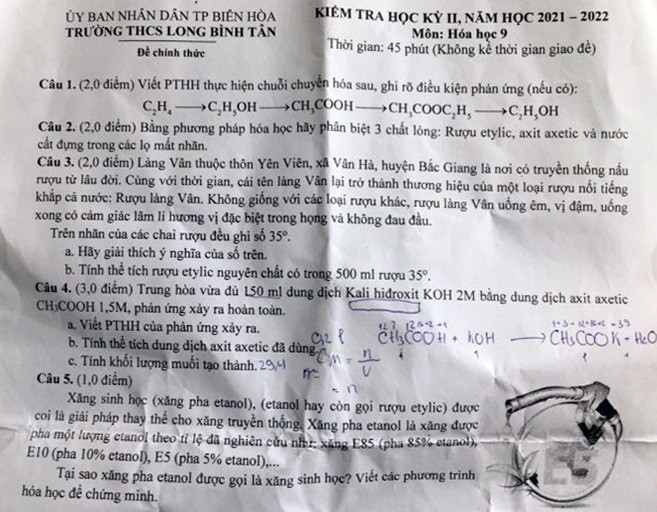 ỦY BAN NHÂN DÂN TP BIÊN HÒA
TRƯỜNG THCS LONG BÌNH TÂN
Đề chính thức
KIỂM TRA HỌC KỲ II, NĂM HỌC 2021 – 2022
Môn: Hóa học 9
Thời gian: 45 phút (Không kể thời gian giao đề)
Câu 1. (2,0 điểm) Viết PTHH thực hiện chuỗi chuyển hóa sau, ghi rõ điều kiện phản ứng (nếu có):
C₂H₄ ⟶ C₂H₅OH ⟶ CH₃COOH ⟶ CH₃COOC₂H₅ ⟶ C₂H₅OH
Câu 2. (2,0 điểm) Bằng phương pháp hóa học hãy phân biệt 3 chất lỏng: Rượu etylic, axit axetic và nước
cất đựng trong các lọ mất nhãn.
Câu 3. (2,0 điểm) Làng Vân thuộc thôn Yên Viên, xã Vân Hà, huyện Bắc Giang là nơi có truyền thống nấu
rượu từ lâu đời. Cùng với thời gian, cái tên làng Vân lại trở thành thương hiệu của một loại rượu nổi tiếng
khắp cả nước: Rượu làng Vân. Không giống với các loại rượu khác, rượu làng Vân uống êm, vị đậm, uống
xong có cảm giác lâm li hương vị đặc biệt trong họng và không đau đầu.
Trên nhãn của các chai rượu đều ghi số 35º.
a. Hãy giải thích ý nghĩa của số trên.
b. Tính thể tích rượu etylic nguyên chất có trong 500 ml rượu 35º.
Câu 4. (3,0 điểm) Trung hòa vừa đủ 150 ml dung dịch Kali hiđroxit KOH 2M bằng dung dịch axit axetic
CH₃COOH 1,5M, phản ứng xảy ra hoàn toàn.
a. Viết PTHH của phản ứng xảy ra.
b. Tính thể tích dung dịch axit axetic đã dùng. 0,2 l
c. Tính khối lượng muối tạo thành. 29,4
CM = n/V
= n
CH₃COOH + KOH ⟶ CH₃COOK + H₂O
1 1 1 1
Câu 5. (1,0 điểm)
Xăng sinh học (xăng pha etanol), (etanol hay còn gọi rượu etylic) được
coi là giải pháp thay thế cho xăng truyền thống. Xăng pha etanol là xăng được
pha một lượng etanol theo tỉ lệ đã nghiên cứu như: xăng E85 (pha 85% etanol),
E10 (pha 10% etanol), E5 (pha 5% etanol),...
Tại sao xăng pha etanol được gọi là xăng sinh học? Viết các phương trình
hóa học để chứng minh.
E5